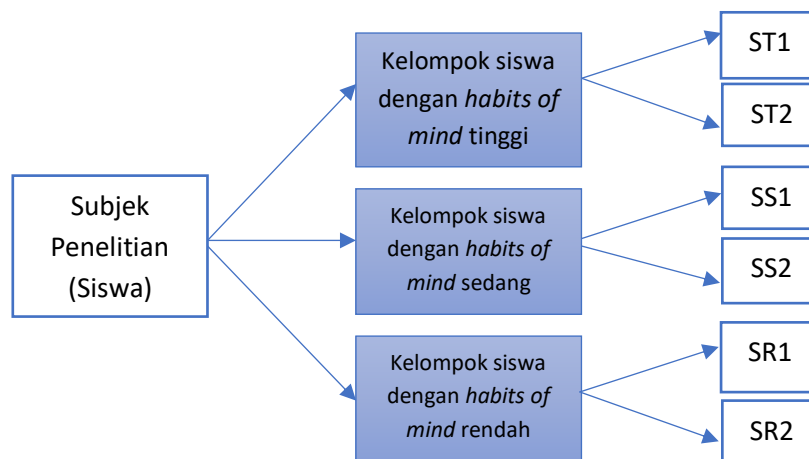 Subjek
Penelitian
(Siswa)
Kelompok siswa
dengan habits of
mind tinggi
ST1
ST2
Kelompok siswa
dengan habits of
mind sedang
SS1
SS2
Kelompok siswa
dengan habits of
mind rendah
SR1
SR2